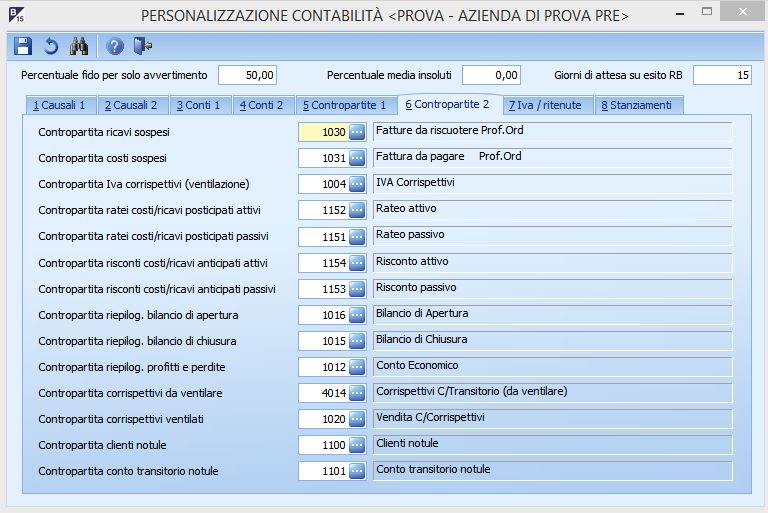 B 15 PERSONALIZZAZIONE CONTABILITÀ <PROVA - AZIENDA DI PROVA PRE>
Percentuale fido per solo avvertimento 50,00 Percentuale media insoluti 0,00 Giorni di attesa su esito RB 15
1 Causali 1 2 Causali 2 3 Conti 1 4 Conti 2 5 Contropartite 1 6 Contropartite 2 7 Iva / ritenute 8 Stanziamenti
Contropartita ricavi sospesi 1030 Fatture da riscuotere Prof.Ord
Contropartita costi sospesi 1031 Fattura da pagare Prof.Ord
Contropartita Iva corrispettivi (ventilazione) 1004 IVA Corrispettivi
Contropartita ratei costi/ricavi posticipati attivi 1152 Rateo attivo
Contropartita ratei costi/ricavi posticipati passivi 1151 Rateo passivo
Contropartita risconti costi/ricavi anticipati attivi 1154 Risconto attivo
Contropartita risconti costi/ricavi anticipati passivi 1153 Risconto passivo
Contropartita riepilog. bilancio di apertura 1016 Bilancio di Apertura
Contropartita riepilog. bilancio di chiusura 1015 Bilancio di Chiusura
Contropartita riepilog. profitti e perdite 1012 Conto Economico
Contropartita corrispettivi da ventilare 4014 Corrispettivi C/Transitorio (da ventilare)
Contropartita corrispettivi ventilati 1020 Vendita C/Corrispettivi
Contropartita clienti notule 1100 Clienti notule
Contropartita conto transitorio notule 1101 Conto transitorio notule